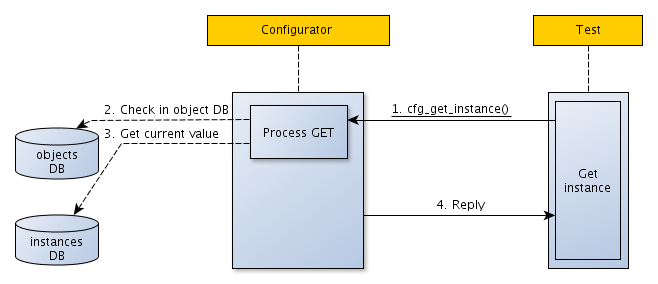 Configurator
Test
2. Check in object DB
1. cfg_get_instance()
3. Get current value
Process GET
objects
DB
Get
instance
4. Reply
instances
DB